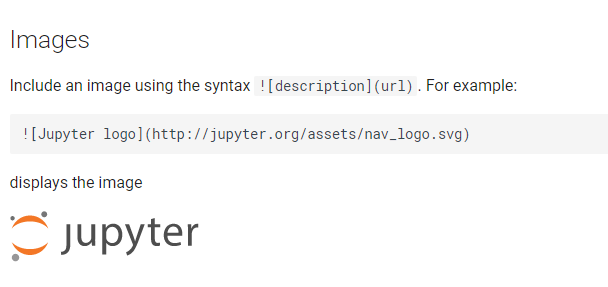 Images
Include an image using the syntax ![description](url). For example:
![Jupyter logo](http://jupyter.org/assets/nav_logo.svg)
displays the image
jupyter